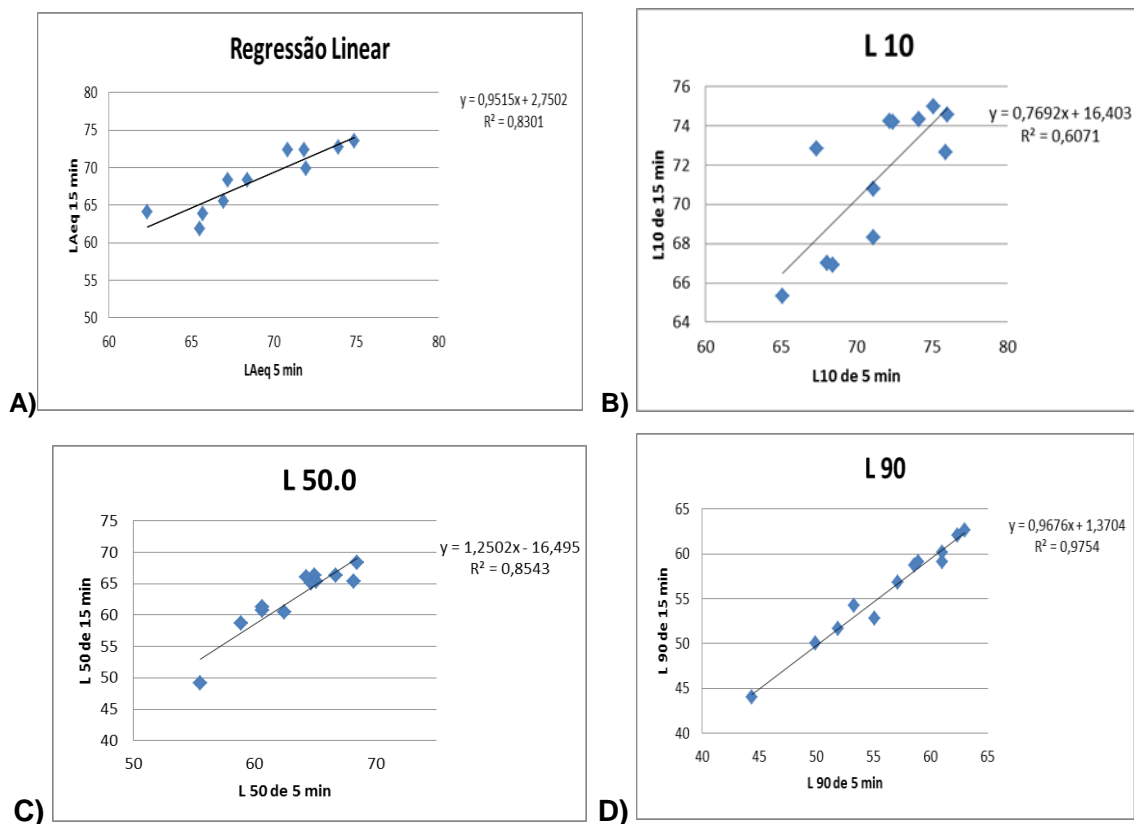 Regressão Linear
y = 0,9515x + 2,7502
R² = 0,8301
LAeq 15 min
80
75
70
65
60
55
50
60 65 70 75 80
LAeq 5 min
A)
L 10
y = 0,7692x + 16,403
R² = 0,6071
L10 de 15 min
76
74
72
70
68
66
64
60 65 70 75 80
L10 de 5 min
B)
L 50.0
y = 1,2502x - 16,495
R² = 0,8543
L 50 de 15 min
75
70
65
60
55
50
45
40
50 60 70
L 50 de 5 min
C)
L 90
y = 0,9676x + 1,3704
R² = 0,9754
L 90 de 15 min
65
60
55
50
45
40
40 45 50 55 60 65
L 90 de 5 min
D)